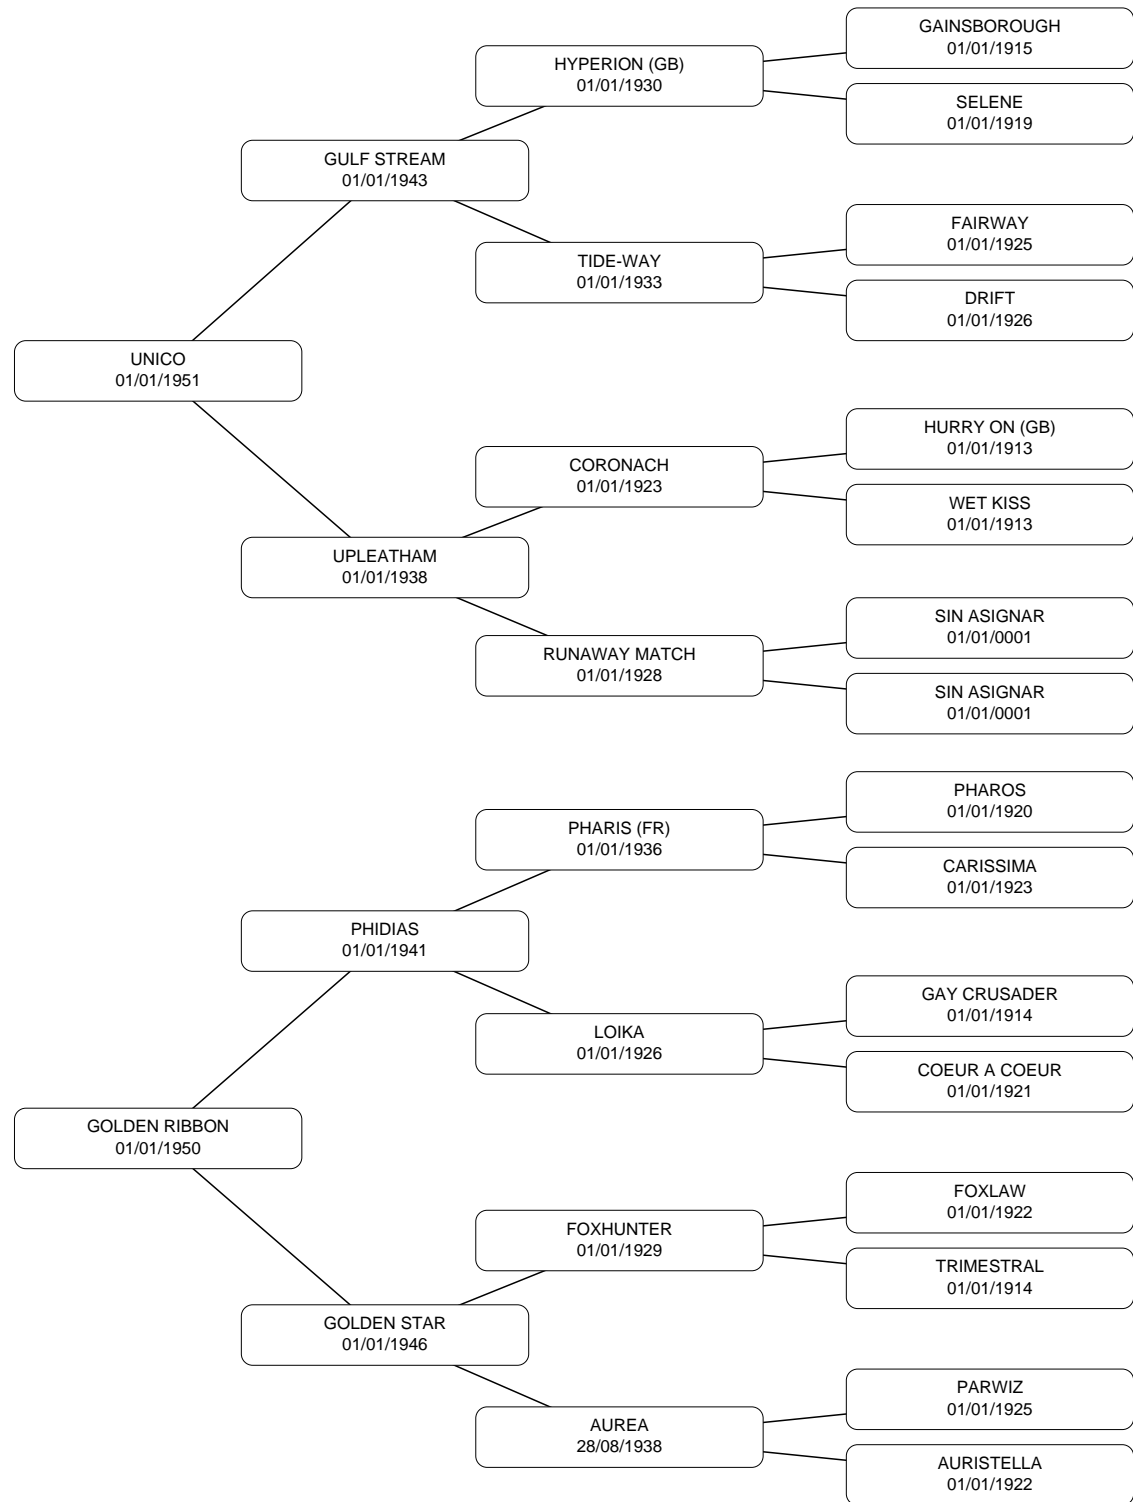 GAINSBOROUGH
01/01/1915
HYPERION (GB)
01/01/1930
SELENE
01/01/1919
GULF STREAM
01/01/1943
FAIRWAY
01/01/1925
TIDE-WAY
01/01/1933
DRIFT
01/01/1926
UNICO
01/01/1951
HURRY ON (GB)
01/01/1913
CORONACH
01/01/1923
WET KISS
01/01/1913
UPLEATHAM
01/01/1938
SIN ASIGNAR
01/01/0001
RUNAWAY MATCH
01/01/1928
SIN ASIGNAR
01/01/0001
PHAROS
01/01/1920
PHARIS (FR)
01/01/1936
CARISSIMA
01/01/1923
PHIDIAS
01/01/1941
GAY CRUSADER
01/01/1914
LOIKA
01/01/1926
COEUR A COEUR
01/01/1921
GOLDEN RIBBON
01/01/1950
FOXLAW
01/01/1922
FOXHUNTER
01/01/1929
TRIMESTRAL
01/01/1914
GOLDEN STAR
01/01/1946
PARWIZ
01/01/1925
AUREA
28/08/1938
AURISTELLA
01/01/1922